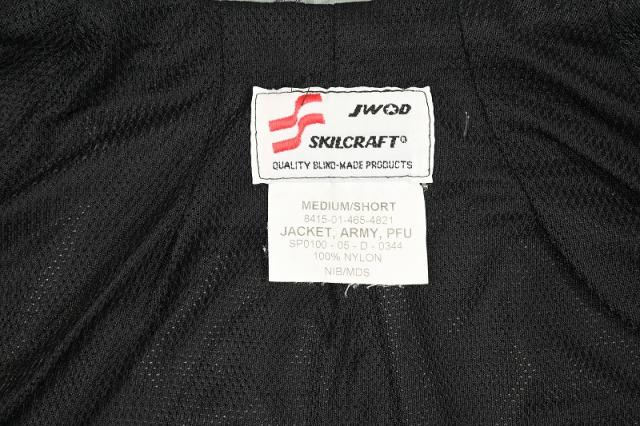 JWOD
SKILCRAFT®
QUALITY BLIND-MADE PRODUCTS
MEDIUM/SHORT
8415-01-465-4821
JACKET, ARMY, PFU
SP0100 - 05 - D - 0344
100% NYLON
NIB/MDS